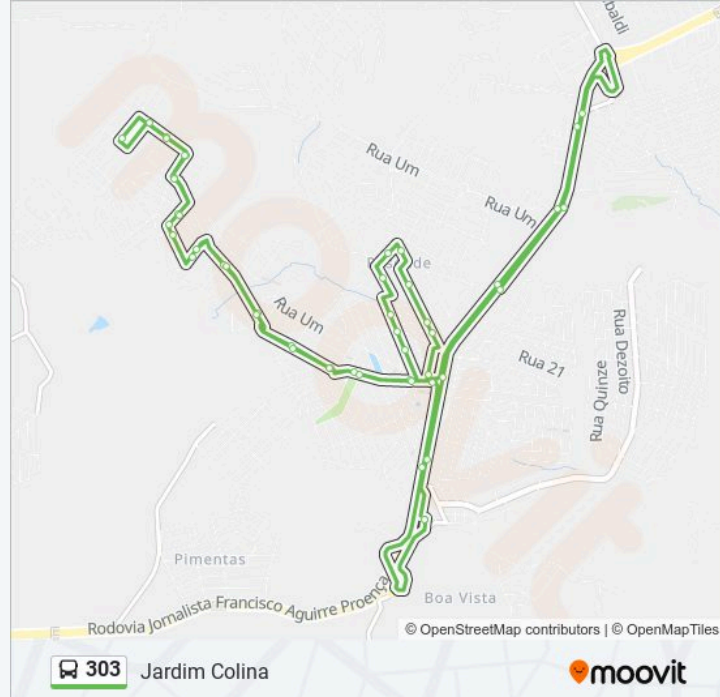 baldi
Rua Um
Rua Um
de
Rua Um
Rua 21
Rua Dezoito
Rua Quinze
Pimentas
Rodovia Jornalista Francisco Aguirre Proença
Boa Vista
© OpenStreetMap contributors | © OpenMapTiles
303 Jardim Colina
moovit